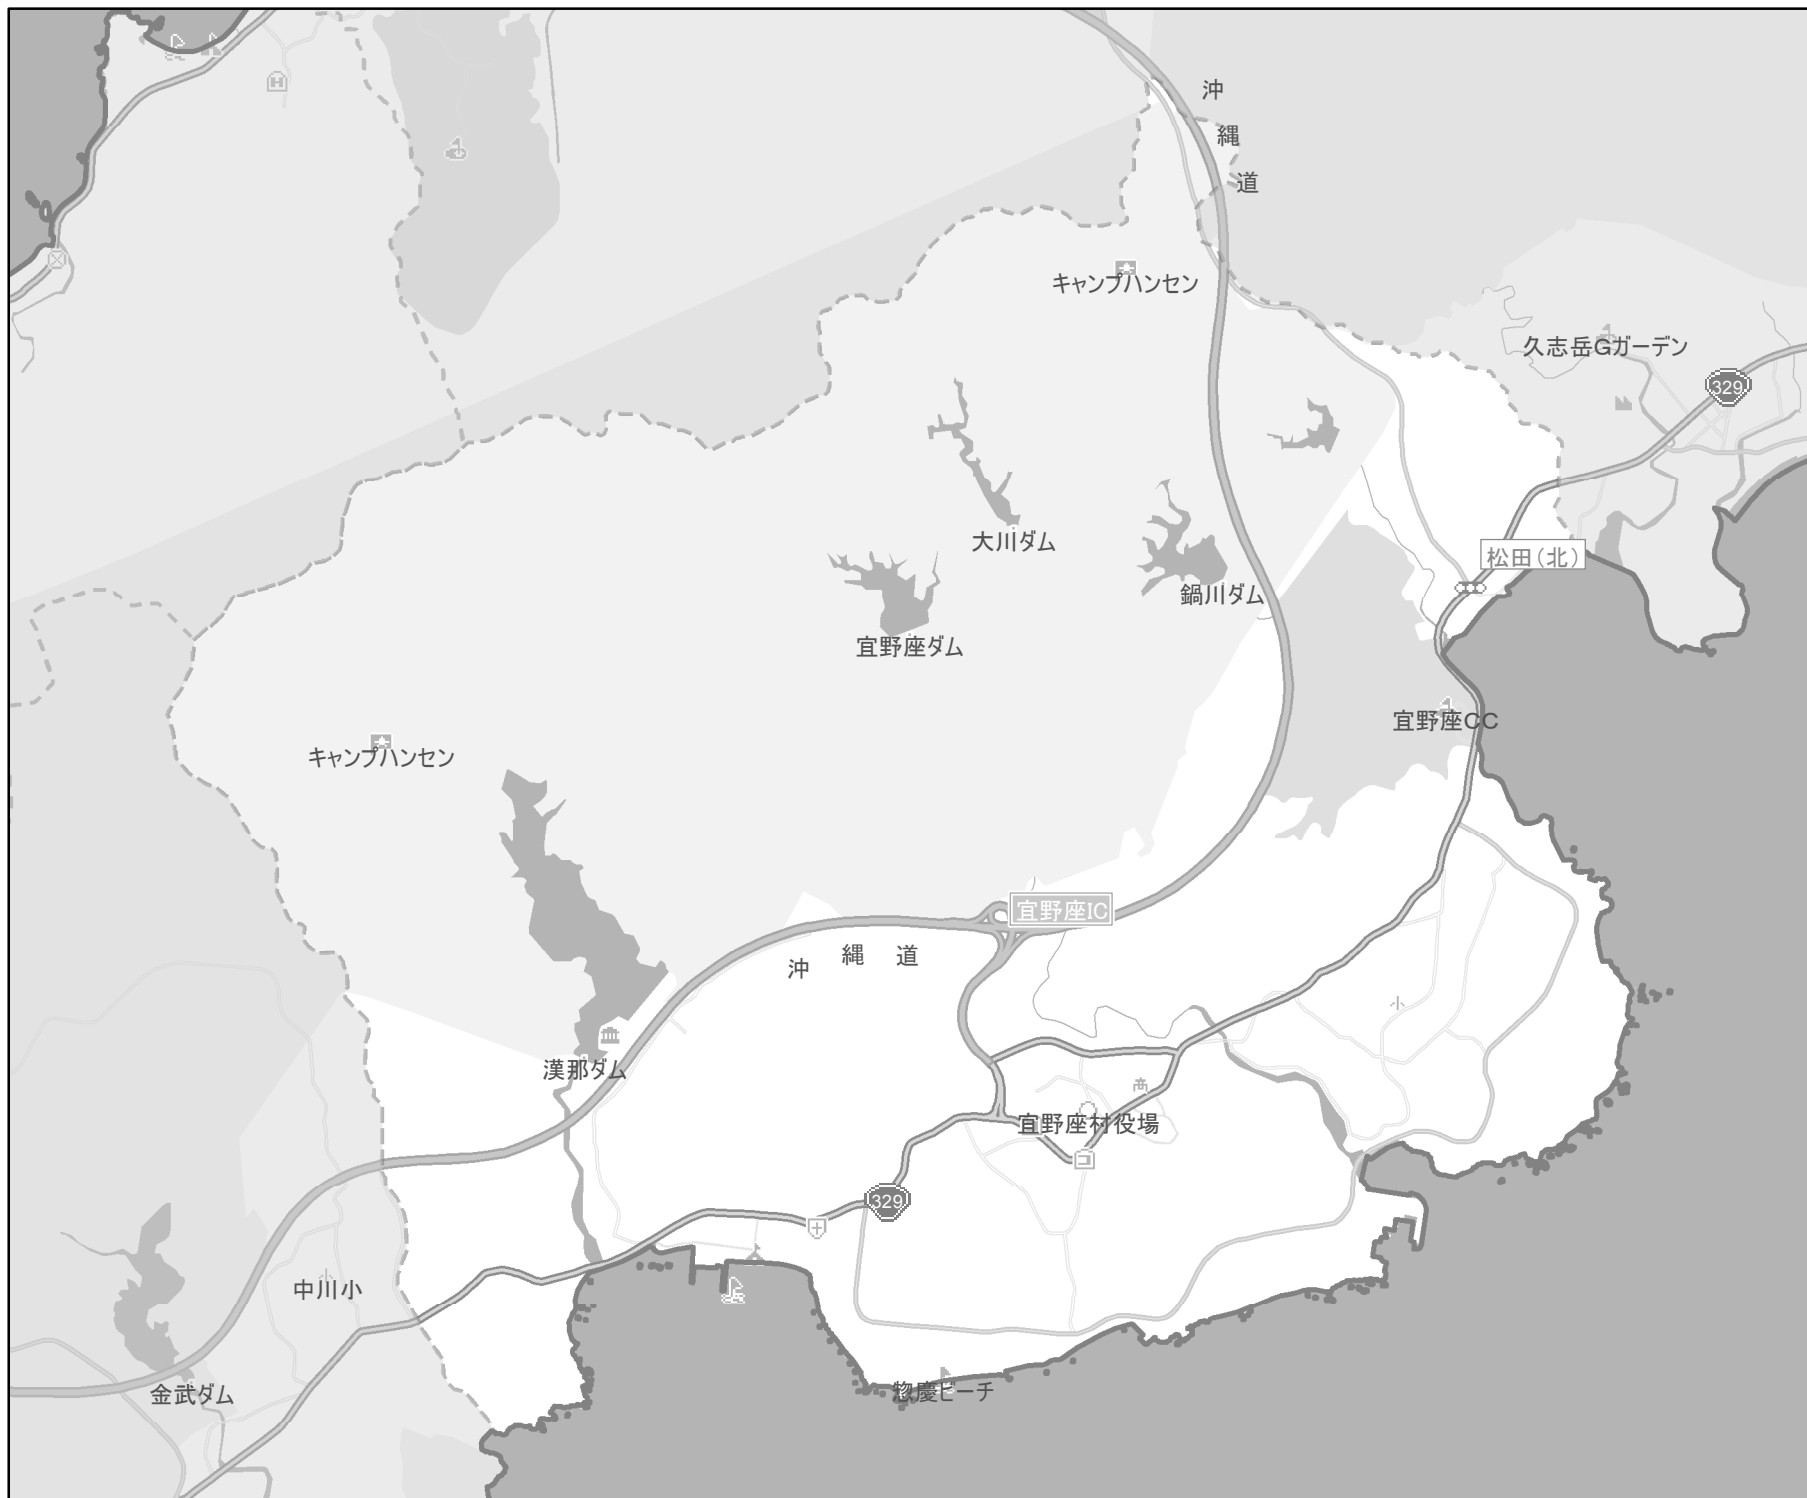 沖
縄
道
キャンプハンセン
久志岳Gガーデン
329
大川ダム
松田(北)
鍋川ダム
宜野座ダム
宜野座CC
キャンプハンセン
宜野座IC
沖 縄 道
小
漢那ダム
宜野座村役場
329
中川小
金武ダム
惣慶ビーチ